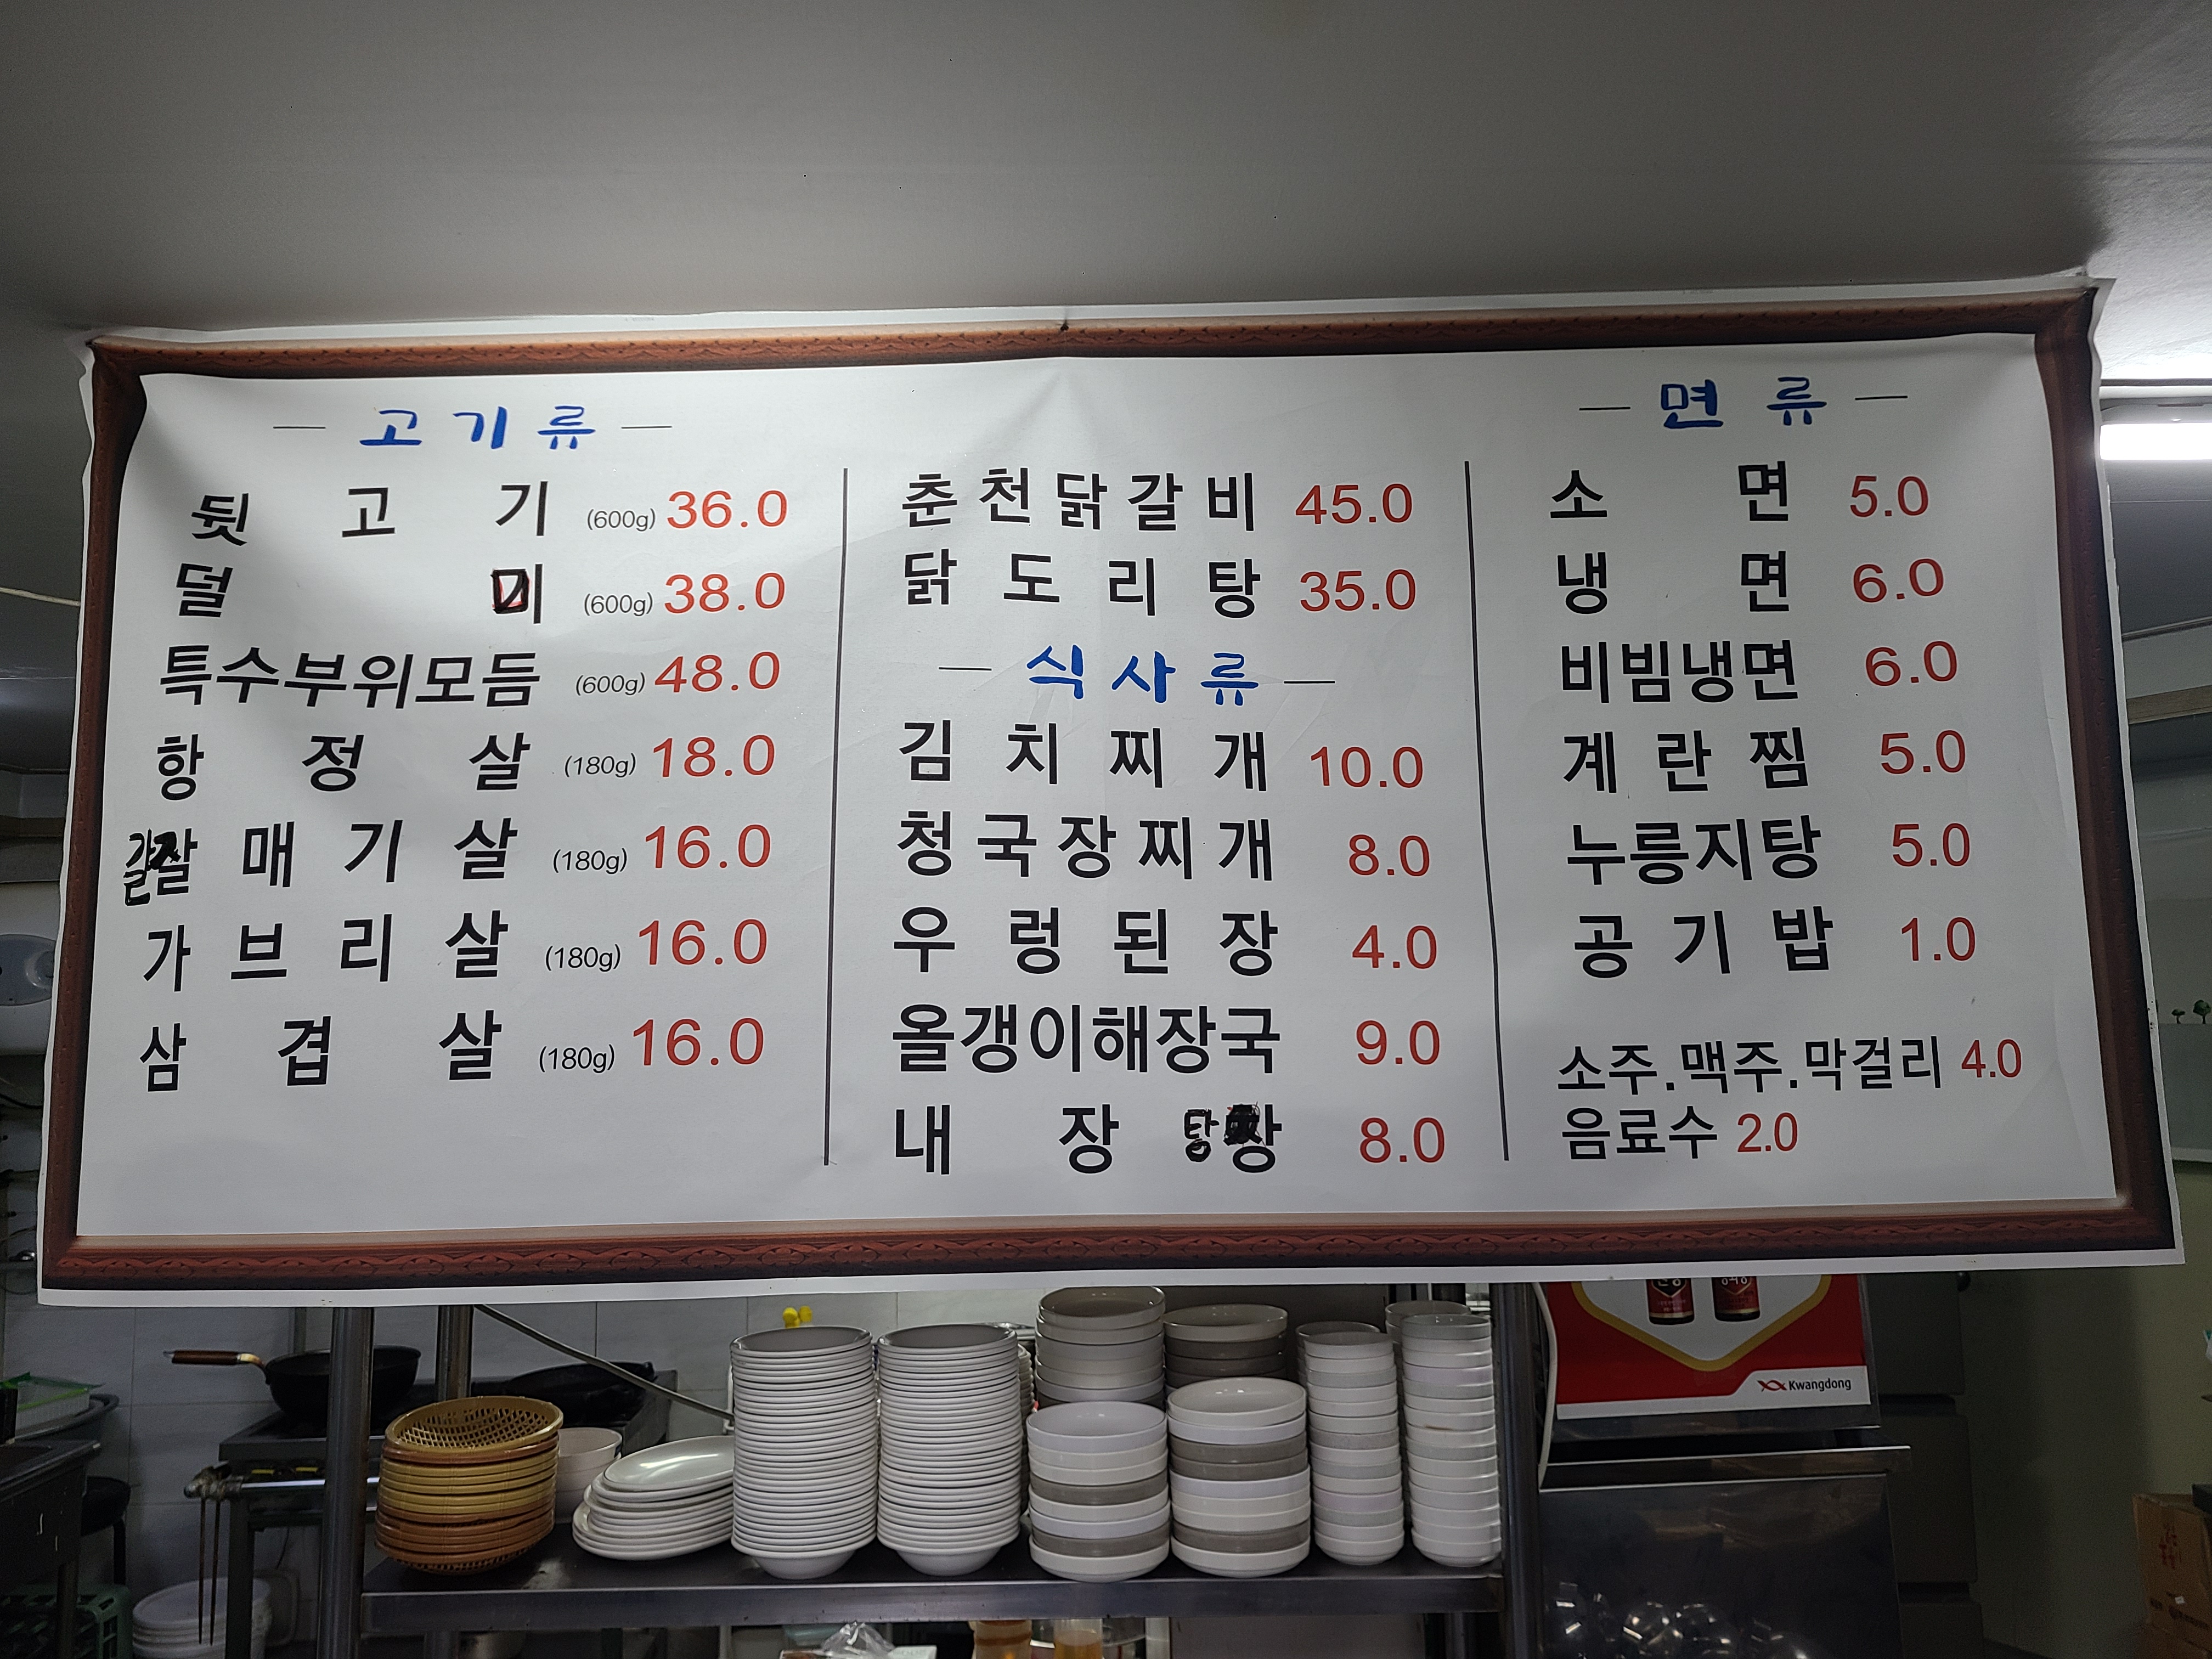 고기류
뒷고기 (600g) 36.0
덜미 (600g) 38.0
특수부위모듬 (600g) 48.0
항정살 (180g) 18.0
갈매기살 (180g) 16.0
가브리살 (180g) 16.0
삼겹살 (180g) 16.0
춘천닭갈비 45.0
닭도리탕 35.0
식사류
김치찌개 10.0
청국장찌개 8.0
우렁된장 4.0
올갱이해장국 9.0
내장탕 8.0
면류
소면 5.0
냉면 6.0
비빔냉면 6.0
계란찜 5.0
누릉지탕 5.0
공기밥 1.0
소주.맥주.막걸리 4.0
음료수 2.0
Kwangdong